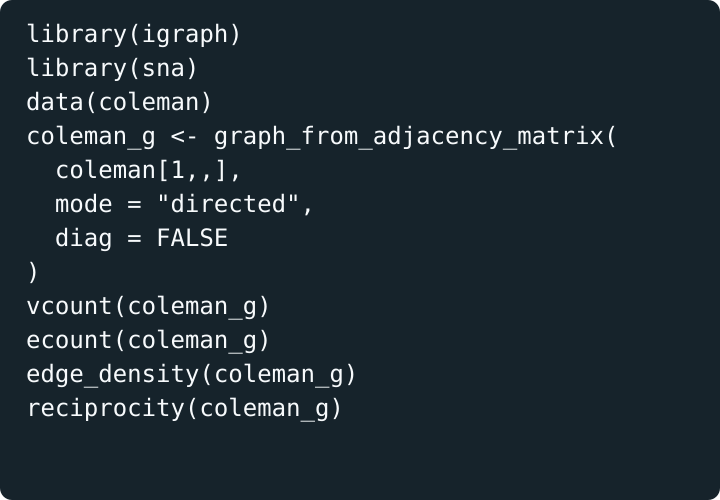 library(igraph)
library(sna)
data(coleman)
coleman_g <- graph_from_adjacency_matrix(
  coleman[1,,],
  mode = "directed",
  diag = FALSE
)
vcount(coleman_g)
ecount(coleman_g)
edge_density(coleman_g)
reciprocity(coleman_g)